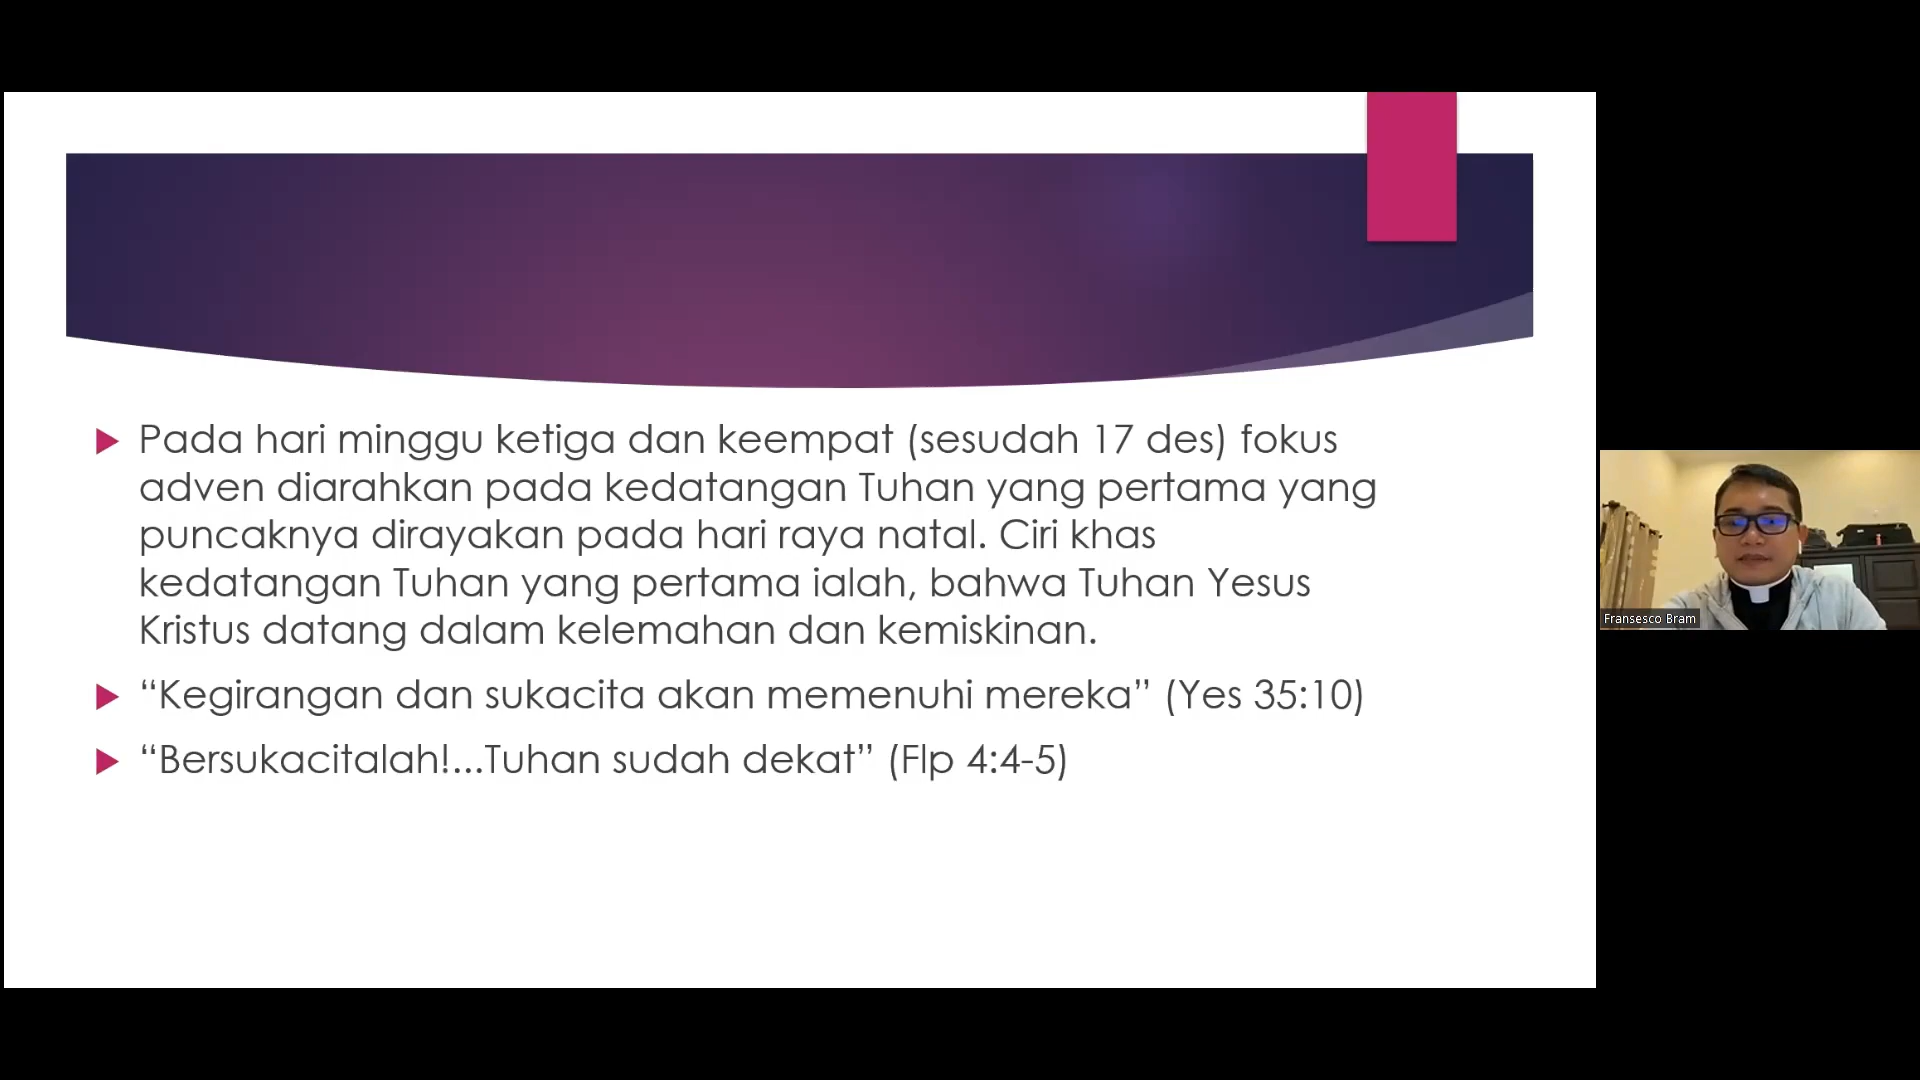 Pada hari minggu ketiga dan keempat (sesudah 17 des) fokus
adven diarahkan pada kedatangan Tuhan yang pertama yang
puncaknya dirayakan pada hari raya natal. Ciri khas
kedatangan Tuhan yang pertama ialah, bahwa Tuhan Yesus
Kristus datang dalam kelemahan dan kemiskinan.
“Kegirangan dan sukacita akan memenuhi mereka” (Yes 35:10)
“Bersukacitalah!...Tuhan sudah dekat” (Flp 4:4-5)
Fransesco Bram